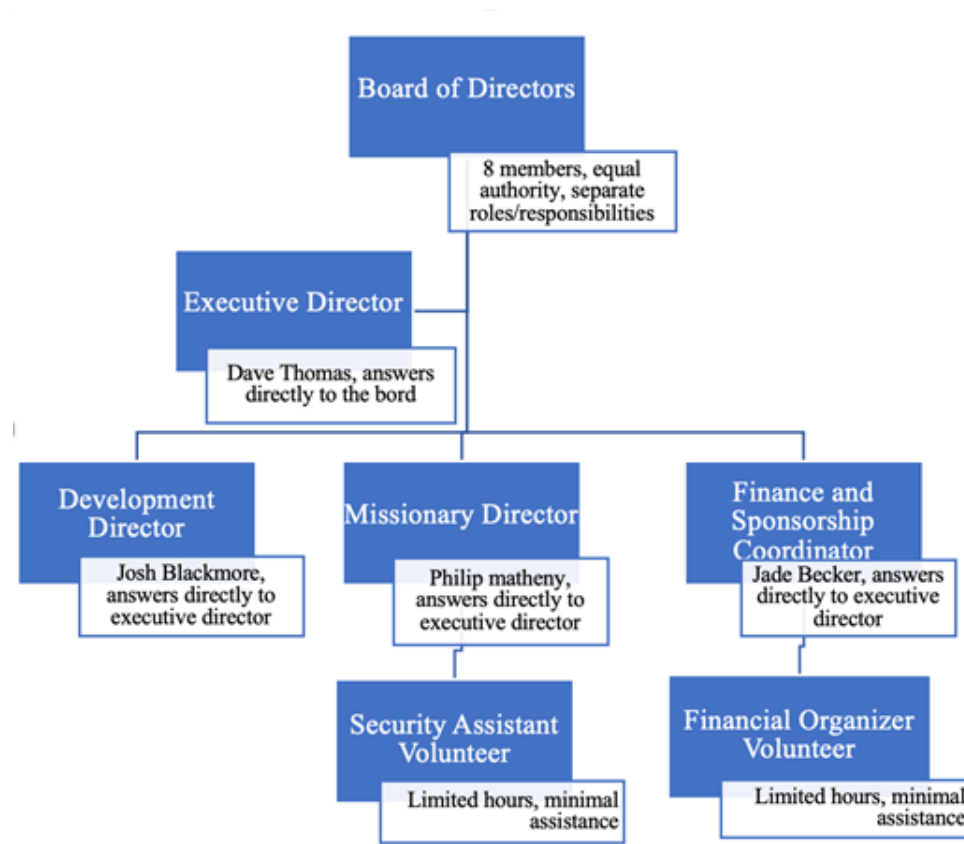 Board of Directors
8 members, equal
authority, separate
roles/responsibilities
Executive Director
Dave Thomas, answers
directly to the bord
Development
Director
Josh Blackmore,
answers directly to
executive director
Missionary Director
Philip matheny,
answers directly to
executive director
Finance and
Sponsorship
Coordinator
Jade Becker, answers
directly to executive
director
Security Assistant
Volunteer
Limited hours, minimal
assistance
Financial Organizer
Volunteer
Limited hours, minimal
assistance